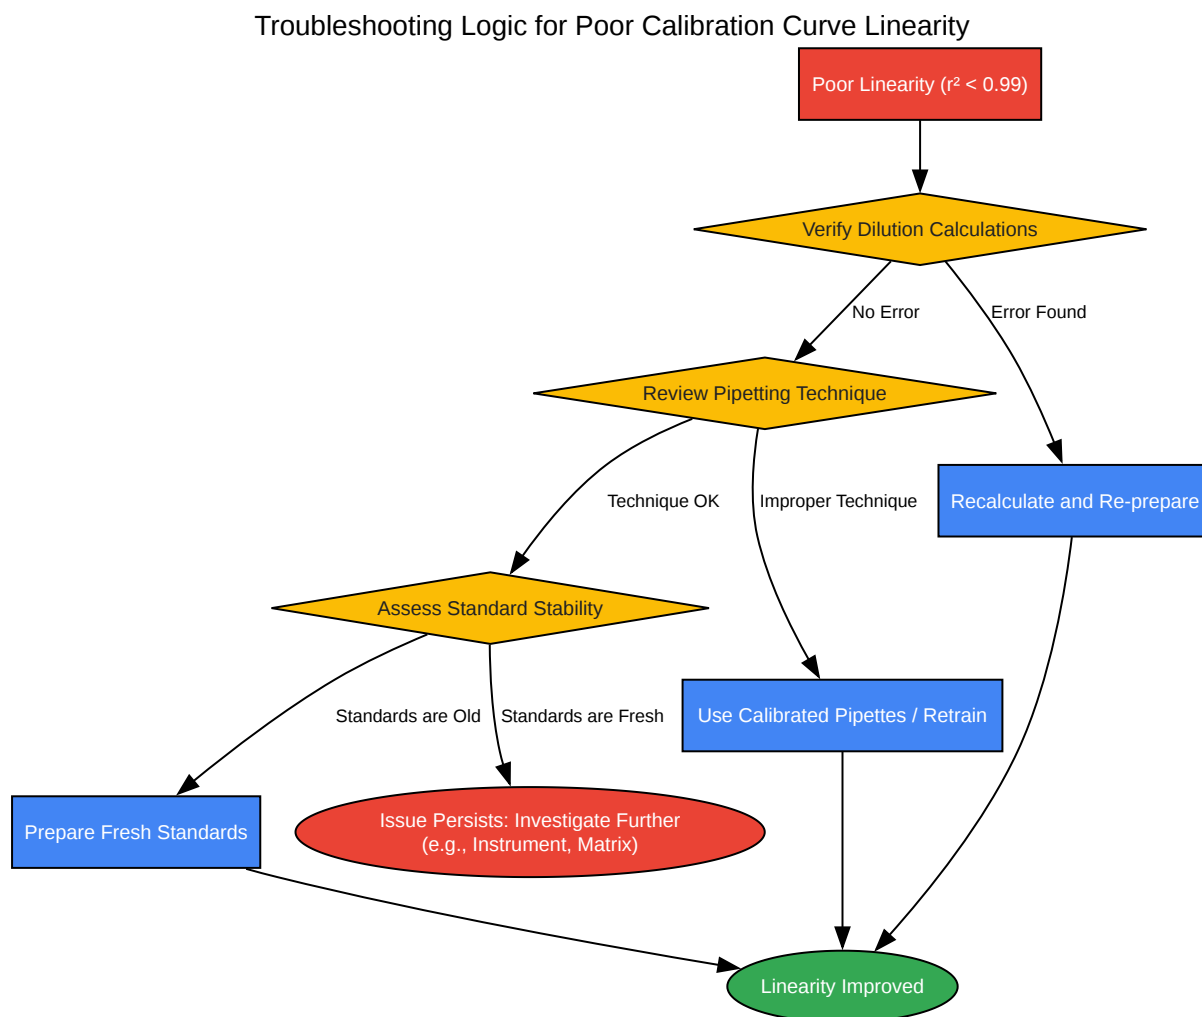 Troubleshooting Logic for Poor Calibration Curve Linearity
Poor Linearity (r² < 0.99)
Verify Dilution Calculations
No Error
Error Found
Review Pipetting Technique
Technique OK
Improper Technique
Recalculate and Re-prepare
Assess Standard Stability
Standards are Old
Standards are Fresh
Use Calibrated Pipettes / Retrain
Prepare Fresh Standards
Issue Persists: Investigate Further
(e.g., Instrument, Matrix)
Linearity Improved